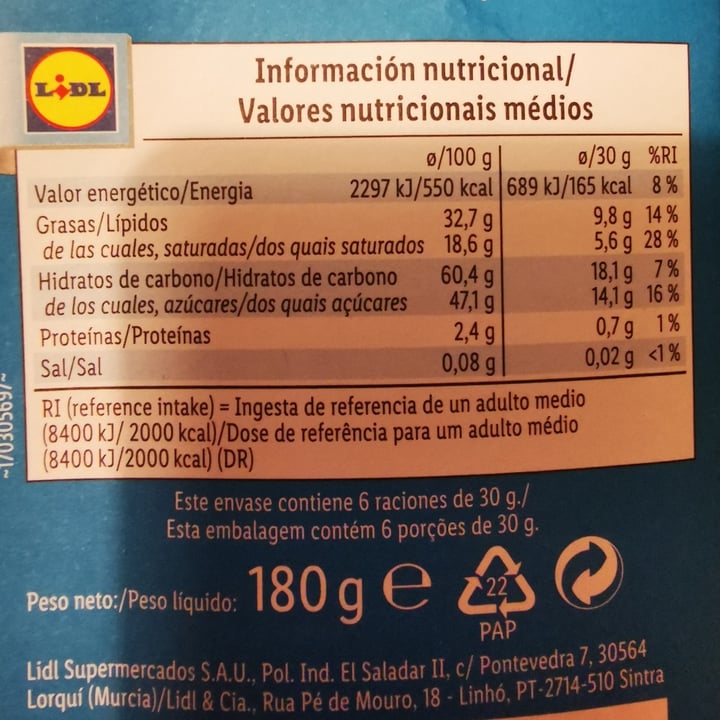 LIDL
Información nutricional/
Valores nutricionais médios
ø/100 g ø/30 g %RI
Valor energético/Energia 2297 kJ/550 kcal 689 kJ/165 kcal 8 %
Grasas/Lípidos 32,7 g 9,8 g 14 %
de las cuales, saturadas/dos quais saturados 18,6 g 5,6 g 28 %
Hidratos de carbono/Hidratos de carbono 60,4 g 18,1 g 7 %
de los cuales, azúcares/dos quais açúcares 47,1 g 14,1 g 16 %
Proteínas/Proteínas 2,4 g 0,7 g 1 %
Sal/Sal 0,08 g 0,02 g <1 %
RI (reference intake) = Ingesta de referencia de un adulto medio
(8400 kJ/ 2000 kcal)/Dose de referência para um adulto médio
(8400 kJ/2000 kcal) (DR)
~17030569/~
Este envase contiene 6 raciones de 30 g./
Esta embalagem contém 6 porções de 30 g.
Peso neto:/Peso líquido: 180 g e
22
PAP
Lidl Supermercados S.A.U., Pol. Ind. El Saladar II, c/ Pontevedra 7, 30564
Lorquí (Murcia)/Lidl & Cia., Rua Pé de Mouro, 18 - Linhó, PT-2714-510 Sintra